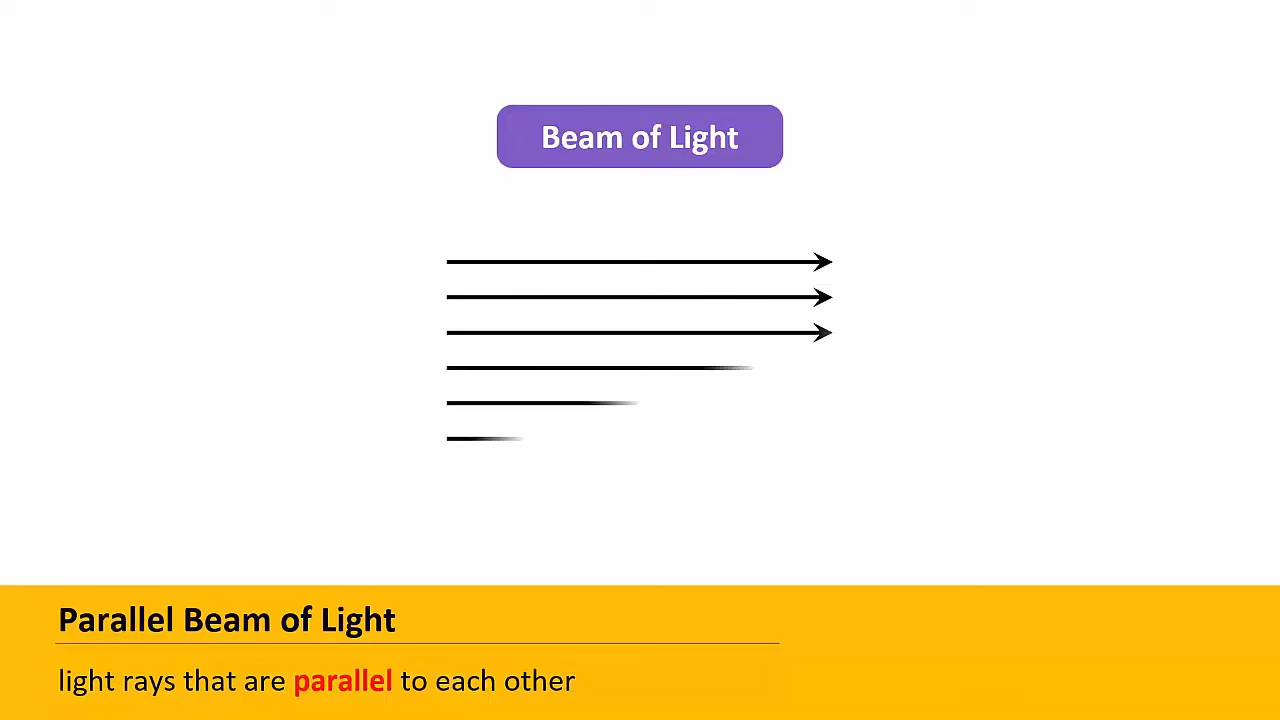 Beam of Light
Parallel Beam of Light
light rays that are parallel to each other